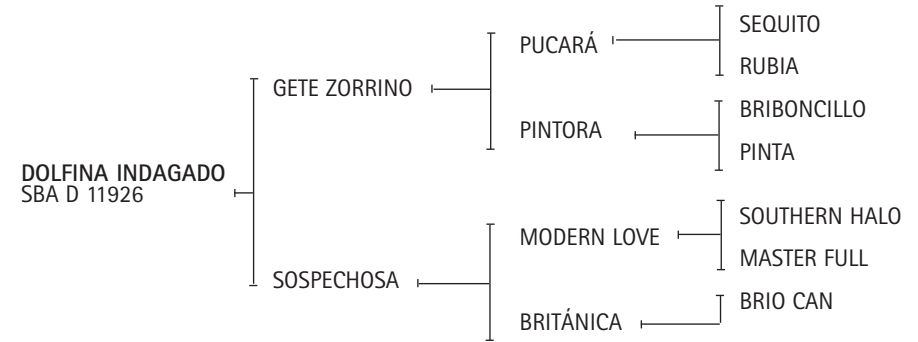 DOLFINA INDAGADO
SBA D 11926
GETE ZORRINO
SOSPECHOSA
PUCARÁ
PINTORA
MODERN LOVE
BRITÁNICA
SEQUITO
RUBIA
BRIBONCILLO
PINTA
SOUTHERN HALO
MASTER FULL
BRIO CAN